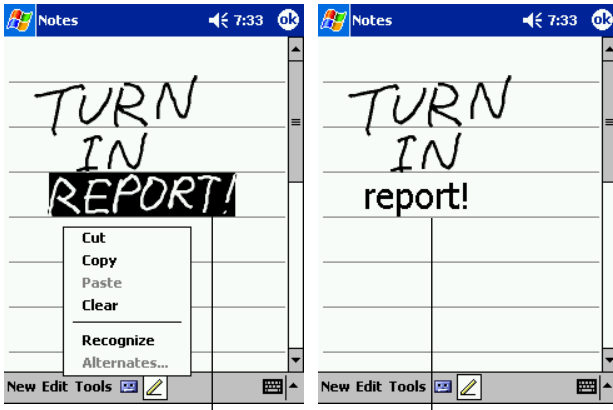 Notes 7:33 ok
TURN
IN
REPORT!
Cut
Copy
Paste
Clear
Recognize
Alternates...
New Edit Tools
Notes 7:33 ok
TURN
IN
report!
New Edit Tools